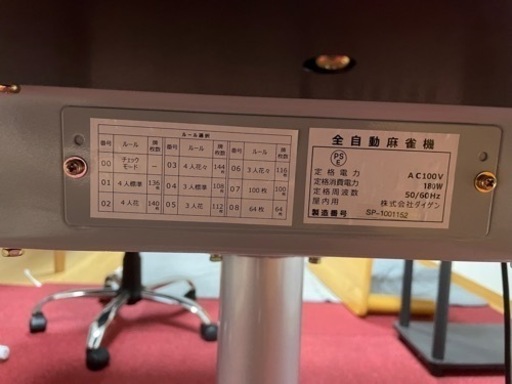 ルール選択
番号 ルール 牌枚数 番号 ルール 牌枚数 番号 ルール 牌枚数
00 チェックモード − 03 4人花々 144枚 06 3人花々 116枚
01 4人標準 136枚 04 3人標準 108枚 07 100枚 100枚
02 4人花 140枚 05 3人花 112枚 08 64枚 64枚
PSE
全自動麻雀機
定格電力 AC100V
定格消費電力 180W
定格周波数 50/60Hz
屋内用 株式会社ダイゲン
製造番号 SP-1001152